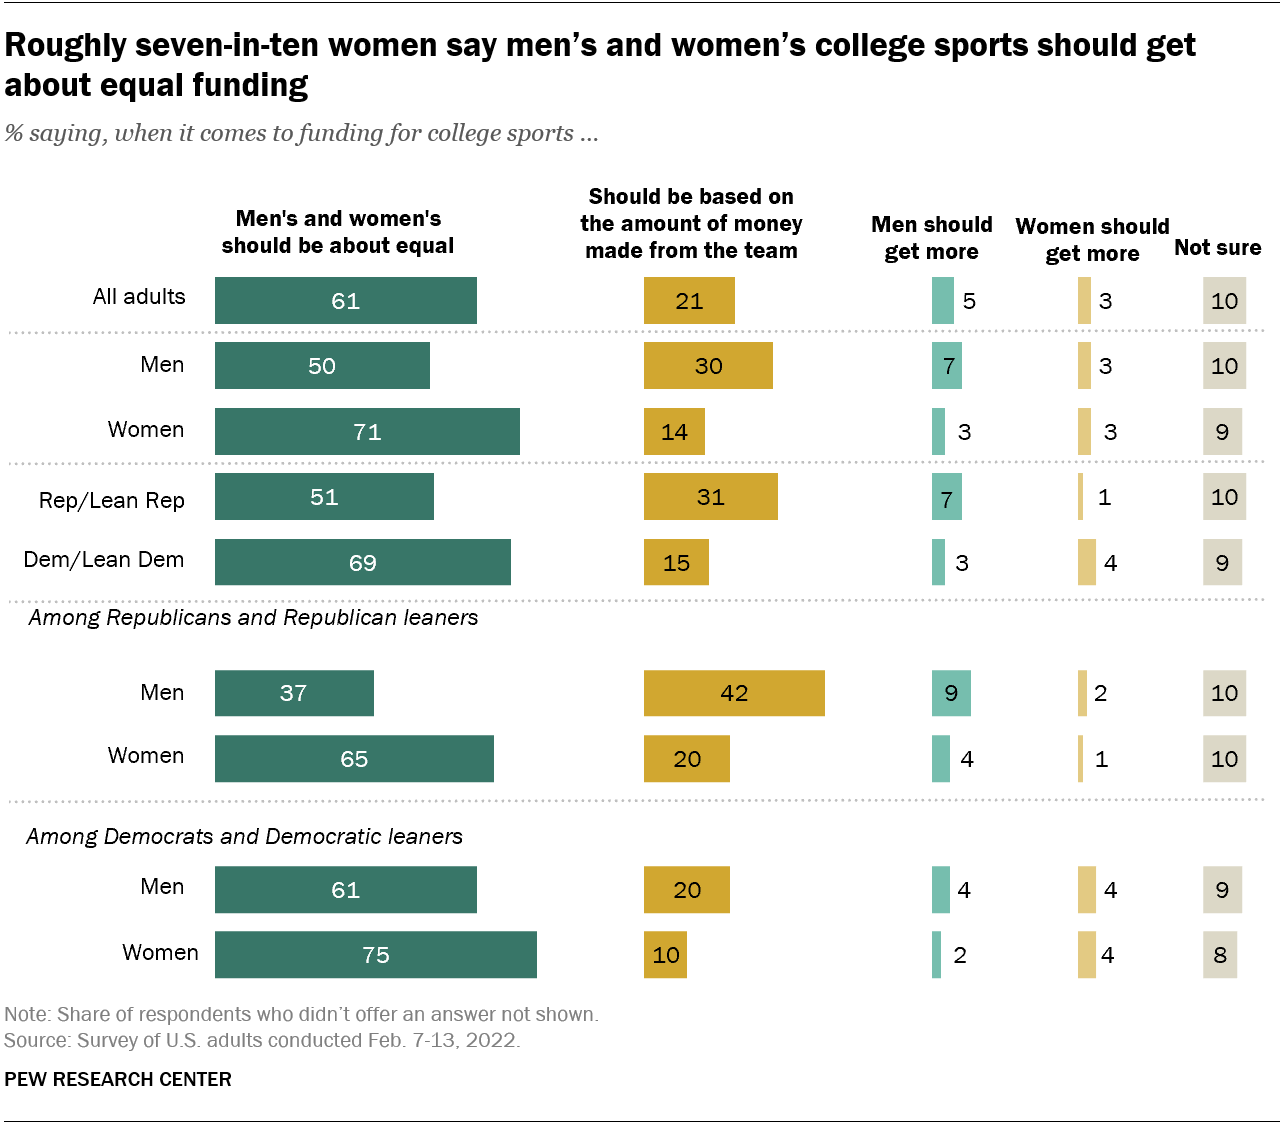 Roughly seven-in-ten women say men’s and women’s college sports should get
about equal funding
% saying, when it comes to funding for college sports ...
Men's and women's
should be about equal
Should be based on
the amount of money
made from the team
Men should
get more
Women should
get more
Not sure
All adults 61 21 5 3 10
Men 50 30 7 3 10
Women 71 14 3 3 9
Rep/Lean Rep 51 31 7 1 10
Dem/Lean Dem 69 15 3 4 9
Among Republicans and Republican leaners
Men 37 42 9 2 10
Women 65 20 4 1 10
Among Democrats and Democratic leaners
Men 61 20 4 4 9
Women 75 10 2 4 8
Note: Share of respondents who didn’t offer an answer not shown.
Source: Survey of U.S. adults conducted Feb. 7-13, 2022.
PEW RESEARCH CENTER